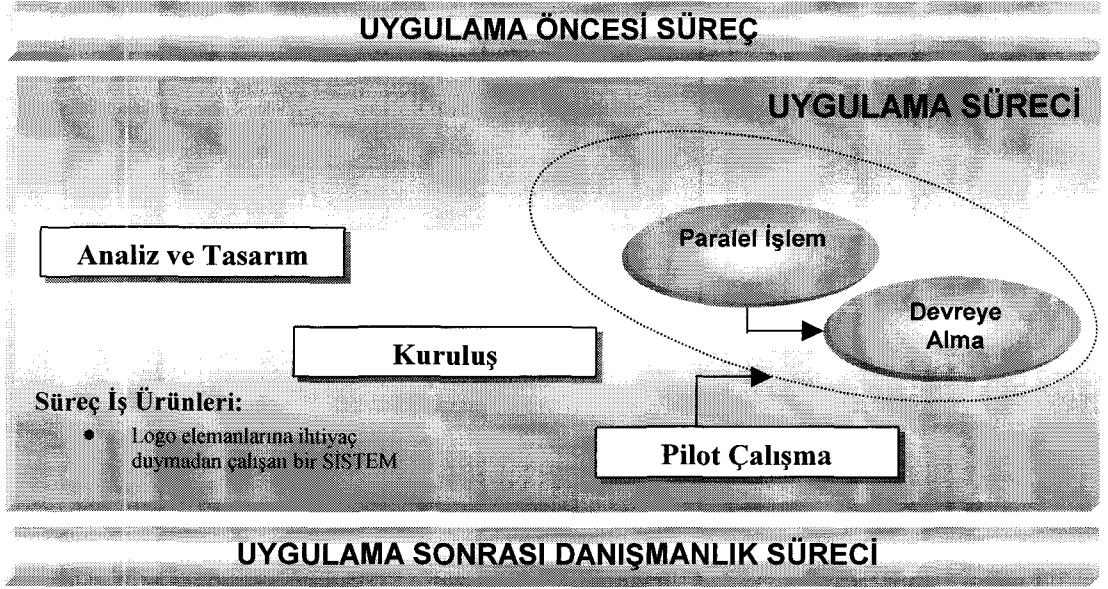 UYGULAMA ÖNCESİ SÜREÇ
UYGULAMA SÜRECİ
Paralel İşlem
Analiz ve Tasarım
Devreye
Alma
Kuruluş
Süreç İş Ürünleri:
• Logo elemanlarına ihtiyaç
duymadan çalışan bir SİSTEM
Pilot Çalışma
UYGULAMA SONRASI DANIŞMANLIK SÜRECİ